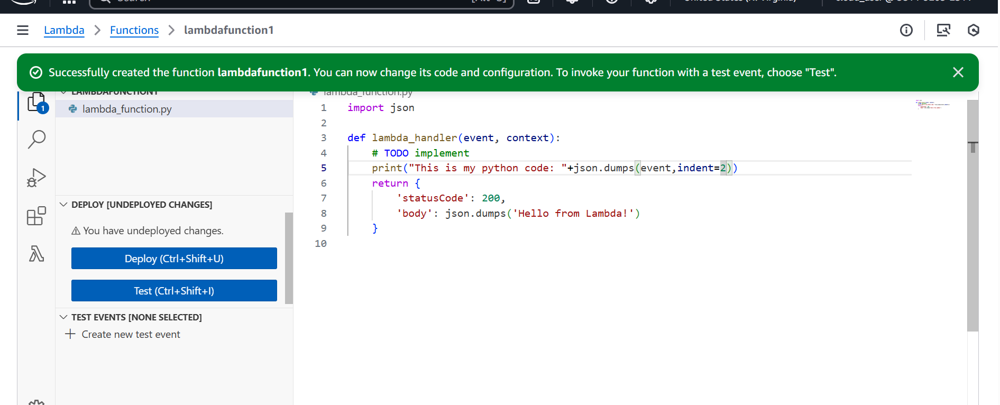 Lambda > Functions > lambdafunction1
Successfully created the function lambdafunction1. You can now change its code and configuration. To invoke your function with a test event, choose "Test".
LAMBDAFUNCTION1
lambda_function.py
1
lambda_function.py
1 import json
2
3 def lambda_handler(event, context):
4 # TODO implement
5 print("This is my python code: "+json.dumps(event,indent=2))
6 return {
7 'statusCode': 200,
8 'body': json.dumps('Hello from Lambda!')
9 }
10
DEPLOY [UNDEPLOYED CHANGES]
You have undeployed changes.
Deploy (Ctrl+Shift+U)
Test (Ctrl+Shift+I)
TEST EVENTS [NONE SELECTED]
Create new test event